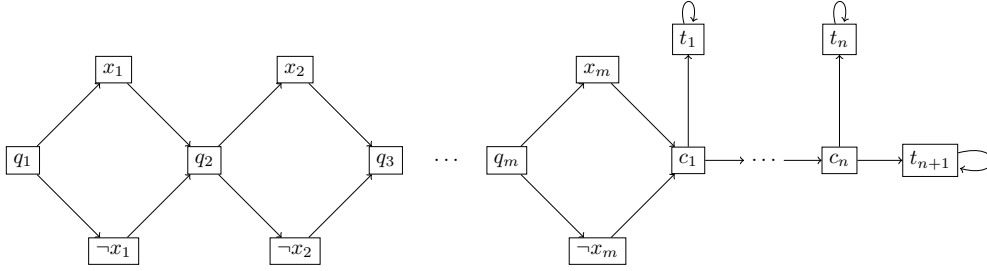 t_1 t_n
x_1 x_2 x_m
q_1 q_2 q_3 ⋯ q_m c_1 ⋯ c_n t_{n+1}
¬x_1 ¬x_2 ¬x_m